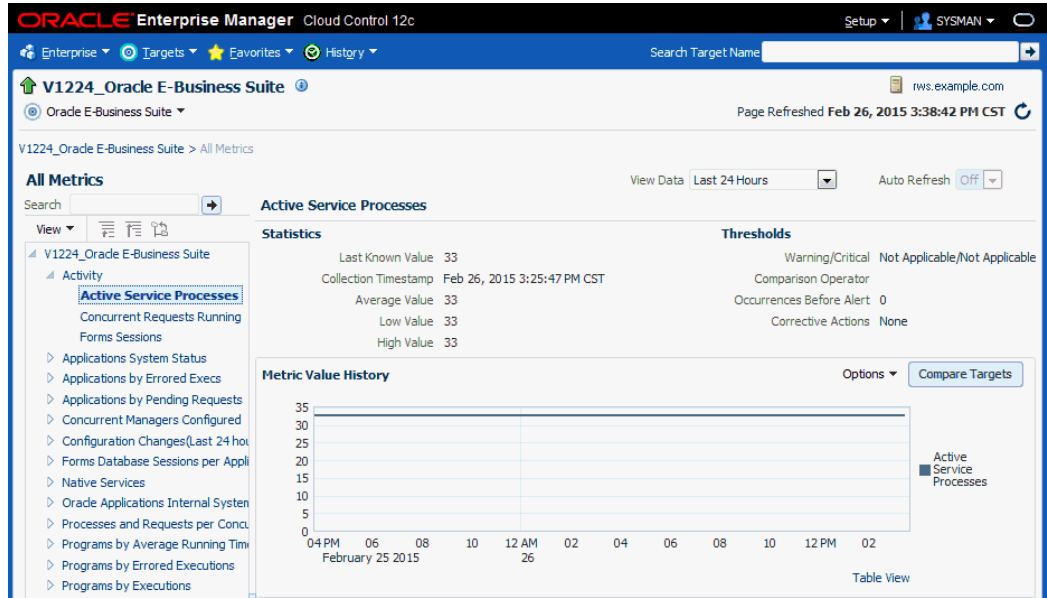 ORACLE Enterprise Manager Cloud Control 12c
Setup SYSMAN
Enterprise Targets Favorites History Search Target Name
V1224_Oracle E-Business Suite
rws.example.com
Oracle E-Business Suite
Page Refreshed Feb 26, 2015 3:38:42 PM CST
V1224_Oracle E-Business Suite > All Metrics
All Metrics
View Data Last 24 Hours Auto Refresh Off
Search
View
V1224_Oracle E-Business Suite
Activity
Active Service Processes
Concurrent Requests Running
Forms Sessions
Applications System Status
Applications by Errored Execs
Applications by Pending Requests
Concurrent Managers Configured
Configuration Changes(Last 24 hou
Forms Database Sessions per Appli
Native Services
Oracle Applications Internal System
Processes and Requests per Concu
Programs by Average Running Time
Programs by Errored Executions
Programs by Executions
Active Service Processes
Statistics
Last Known Value 33
Collection Timestamp Feb 26, 2015 3:25:47 PM CST
Average Value 33
Low Value 33
High Value 33
Thresholds
Warning/Critical Not Applicable/Not Applicable
Comparison Operator
Occurrences Before Alert 0
Corrective Actions None
Metric Value History
Options Compare Targets
35
30
25
20
15
10
5
0
04 PM 06 08 10 12 AM 02 04 06 08 10 12 PM 02
February 25 2015 26
Active
Service
Processes
Table View